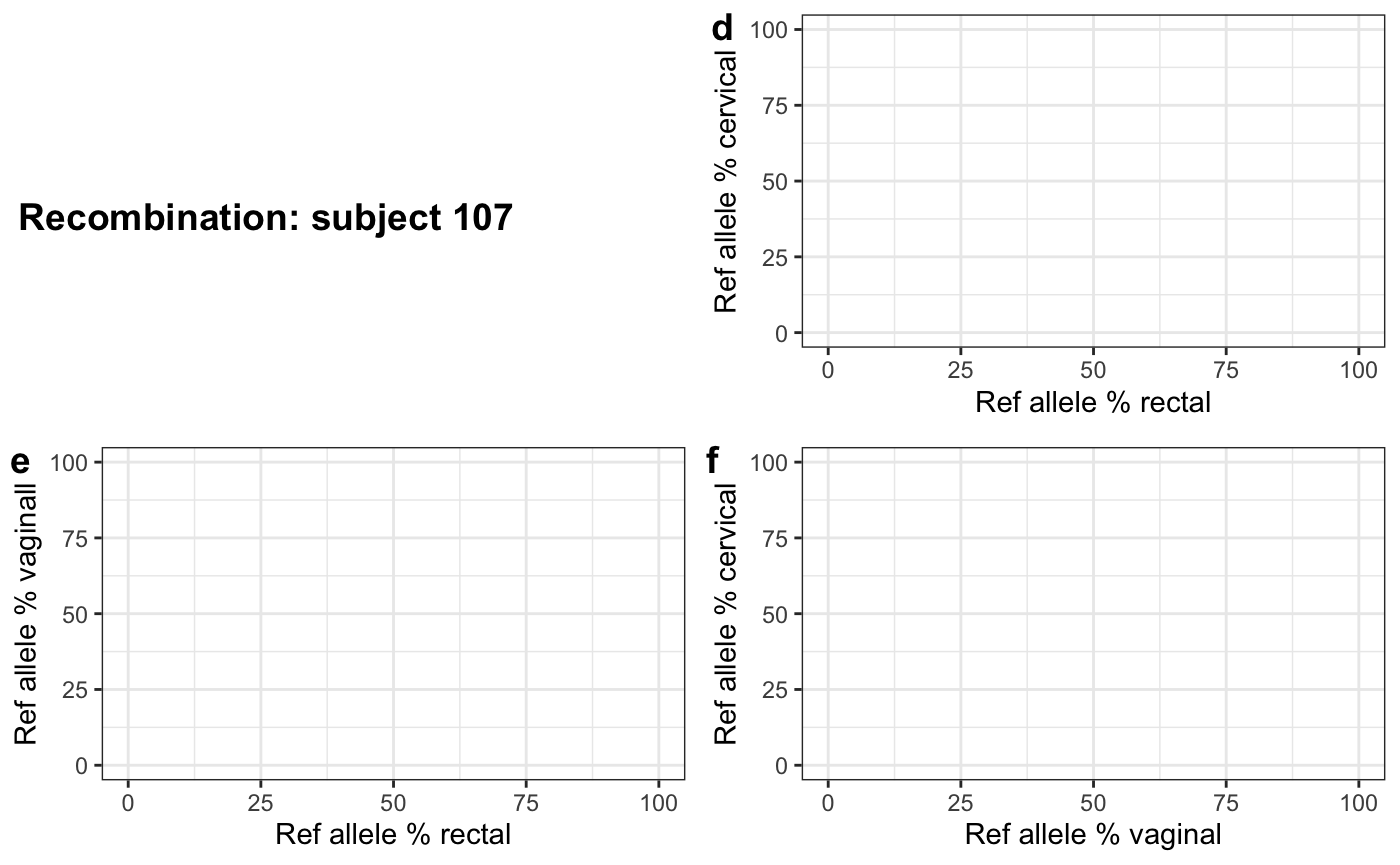 Recombination: subject 107
d
Ref allele % cervical
100
75
50
25
0
0 25 50 75 100
Ref allele % rectal
e
Ref allele % vaginall
100
75
50
25
0
0 25 50 75 100
Ref allele % rectal
f
Ref allele % cervical
100
75
50
25
0
0 25 50 75 100
Ref allele % vaginal